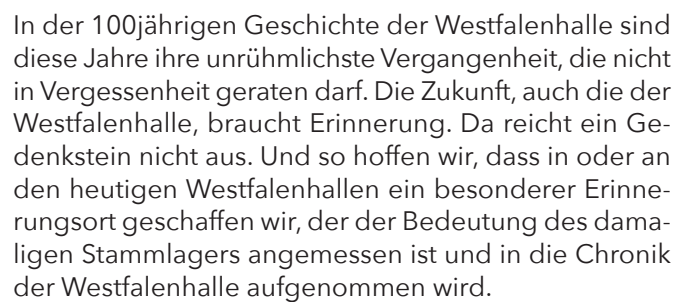 In der 100jährigen Geschichte der Westfalenhalle sind
diese Jahre ihre unrühmlichste Vergangenheit, die nicht
in Vergessenheit geraten darf. Die Zukunft, auch die der
Westfalenhalle, braucht Erinnerung. Da reicht ein Ge-
denkstein nicht aus. Und so hoffen wir, dass in oder an
den heutigen Westfalenhallen ein besonderer Erinne-
rungsort geschaffen wir, der der Bedeutung des dama-
ligen Stammlagers angemessen ist und in die Chronik
der Westfalenhalle aufgenommen wird.